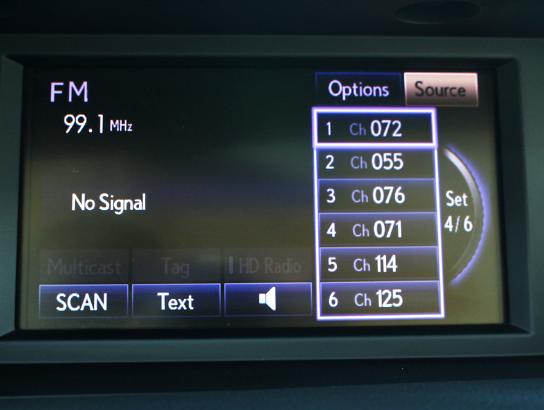 FM
99.1 MHz
No Signal
Multicast Tag HD Radio
SCAN Text
Options Source
1 Ch 072
2 Ch 055
3 Ch 076
4 Ch 071
5 Ch 114
6 Ch 125
Set
4/6